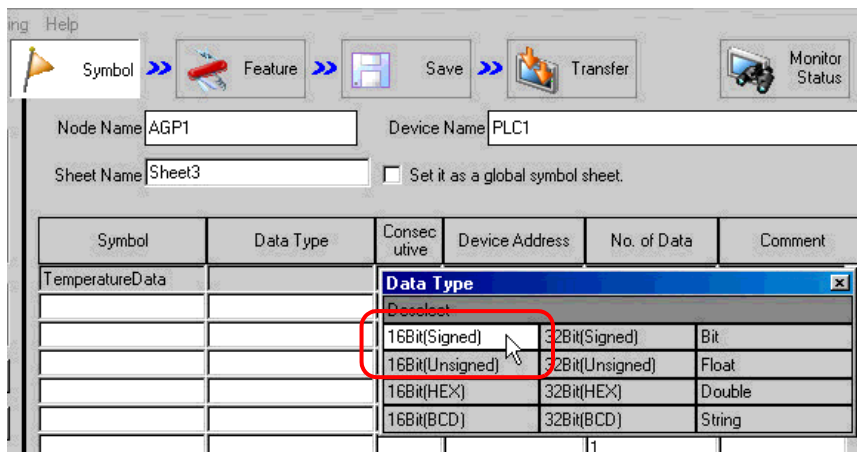 ing Help
Symbol Feature Save Transfer Monitor Status
Node Name AGP1 Device Name PLC1
Sheet Name Sheet3 Set it as a global symbol sheet.
Symbol Data Type Consecutive Device Address No. of Data Comment
TemperatureData
Data Type
Deselect
16Bit(Signed) 32Bit(Signed) Bit
16Bit(Unsigned) 32Bit(Unsigned) Float
16Bit(HEX) 32Bit(HEX) Double
16Bit(BCD) 32Bit(BCD) String
1